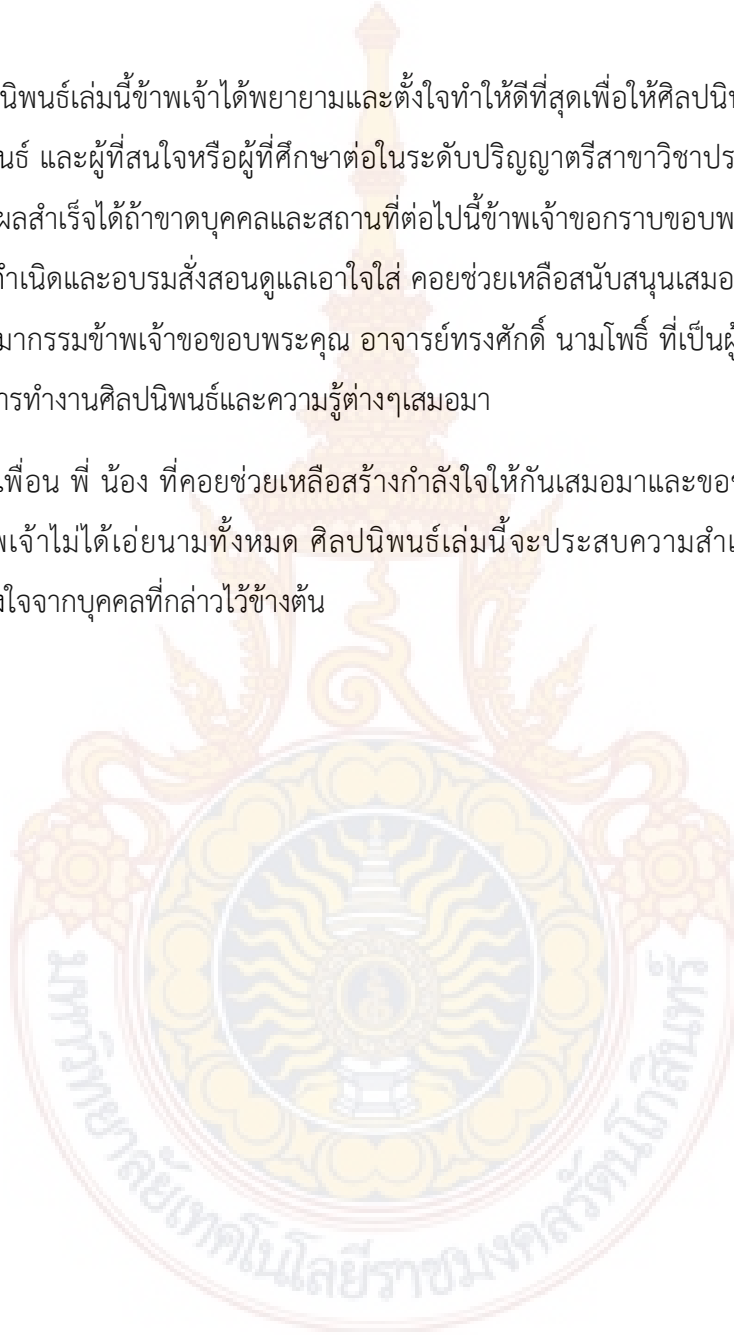 นิพนธ์เล่มนี้ข้าพเจ้าได้พยายามและตั้งใจทำให้ดีที่สุดเพื่อให้ศิลปนิพ
นธ์ และผู้ที่สนใจหรือผู้ที่ศึกษาต่อในระดับปริญญาตรีสาขาวิชาประ
ผลสำเร็จได้ถ้าขาดบุคคลและสถานที่ต่อไปนี้ข้าพเจ้าขอกราบขอบพ
กำเนิดและอบรมสั่งสอนดูแลเอาใจใส่ คอยช่วยเหลือสนับสนุนเสมอ
มากรรมข้าพเจ้าขอขอบพระคุณ อาจารย์ทรงศักดิ์ นามโพธิ์ ที่เป็นผู้
ารทำงานศิลปนิพนธ์และความรู้ต่างๆเสมอมา
เพื่อน พี่ น้อง ที่คอยช่วยเหลือสร้างกำลังใจให้กันเสมอมาและขอข
พเจ้าไม่ได้เอ่ยนามทั้งหมด ศิลปนิพนธ์เล่มนี้จะประสบความสำเ
งใจจากบุคคลที่กล่าวไว้ข้างต้น
มหาวิทยาลัยเทคโนโลยีราชมงคลรัตนโกสินทร์